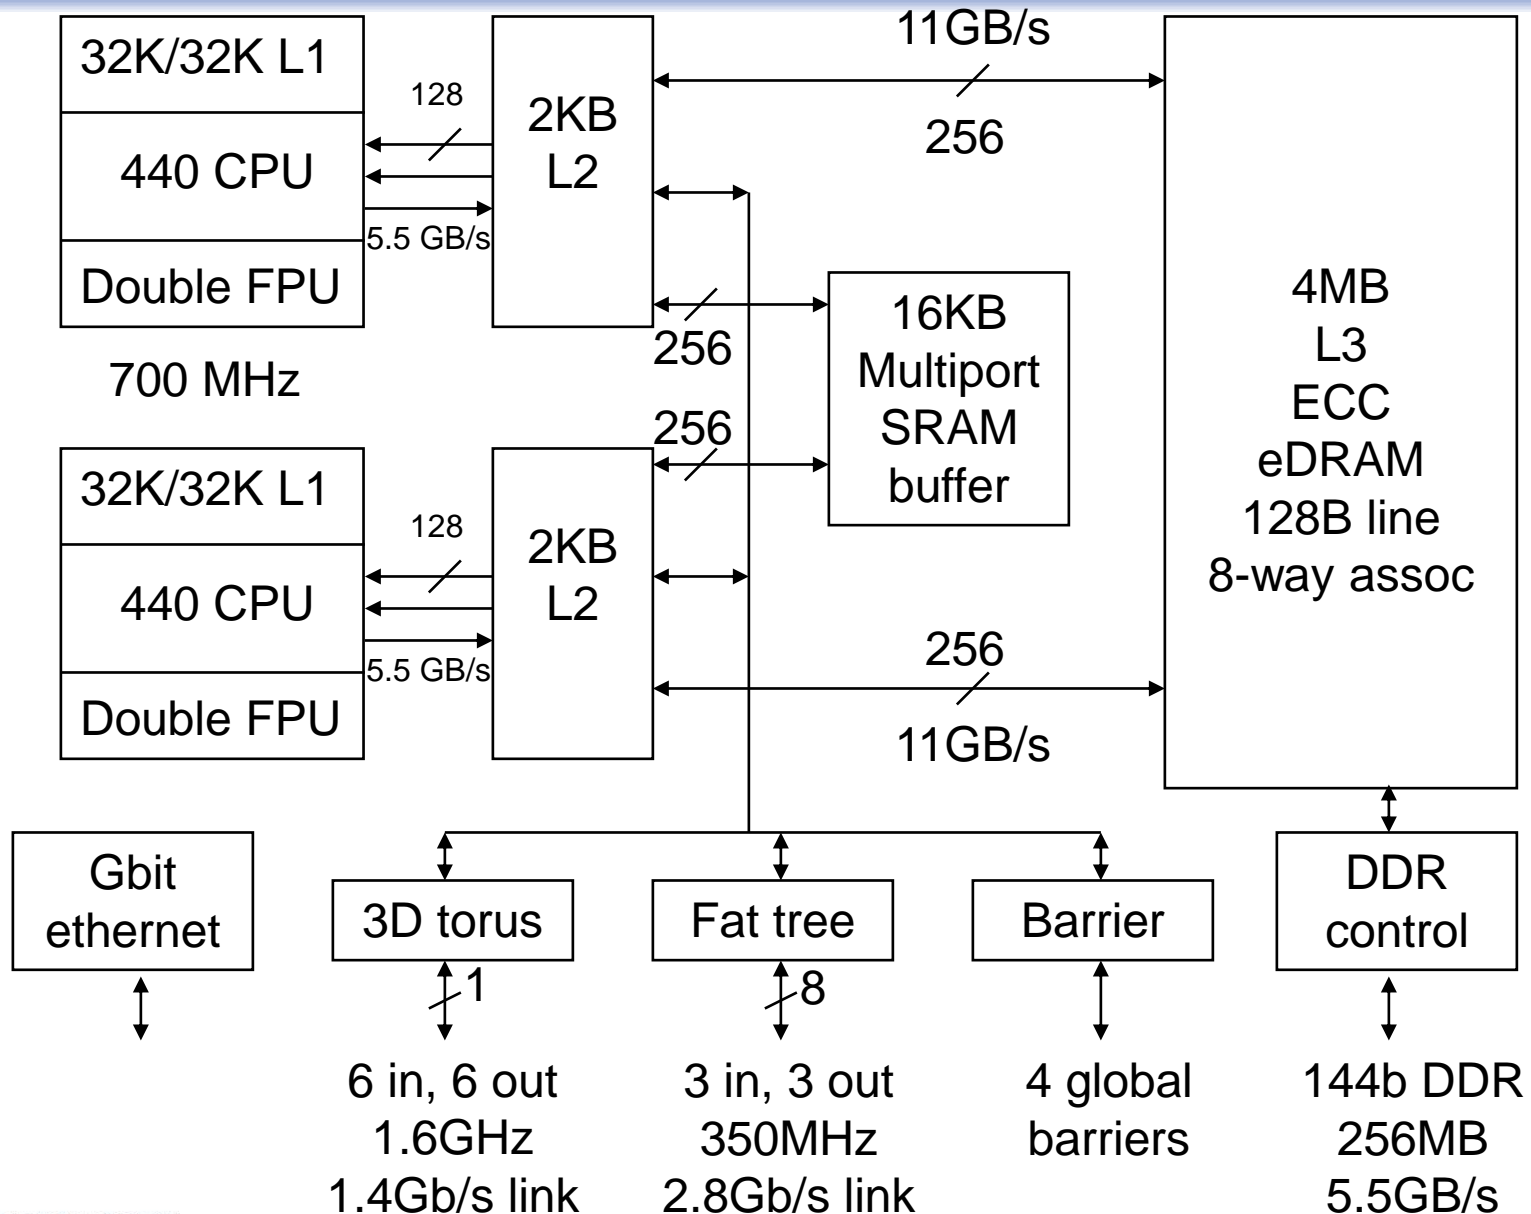 32K/32K L1
440 CPU
Double FPU
128
5.5 GB/s
2KB
L2
11GB/s
256
256
700 MHz
16KB
Multiport
SRAM
buffer
4MB
L3
ECC
eDRAM
128B line
8-way assoc
256
32K/32K L1
440 CPU
Double FPU
128
5.5 GB/s
2KB
L2
256
11GB/s
Gbit
ethernet
3D torus
Fat tree
Barrier
DDR
control
1
8
6 in, 6 out
1.6GHz
1.4Gb/s link
3 in, 3 out
350MHz
2.8Gb/s link
4 global
barriers
144b DDR
256MB
5.5GB/s